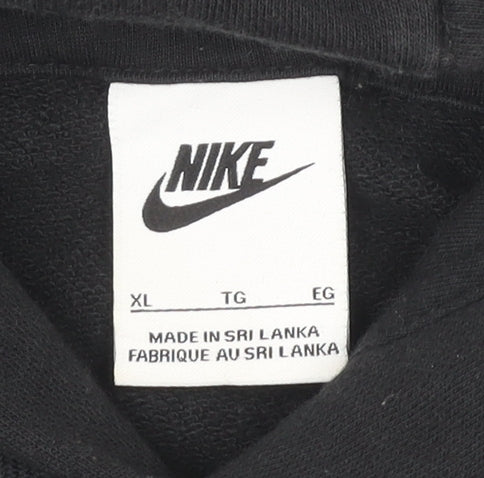 NIKE
XL TG EG
MADE IN SRI LANKA
FABRIQUE AU SRI LANKA